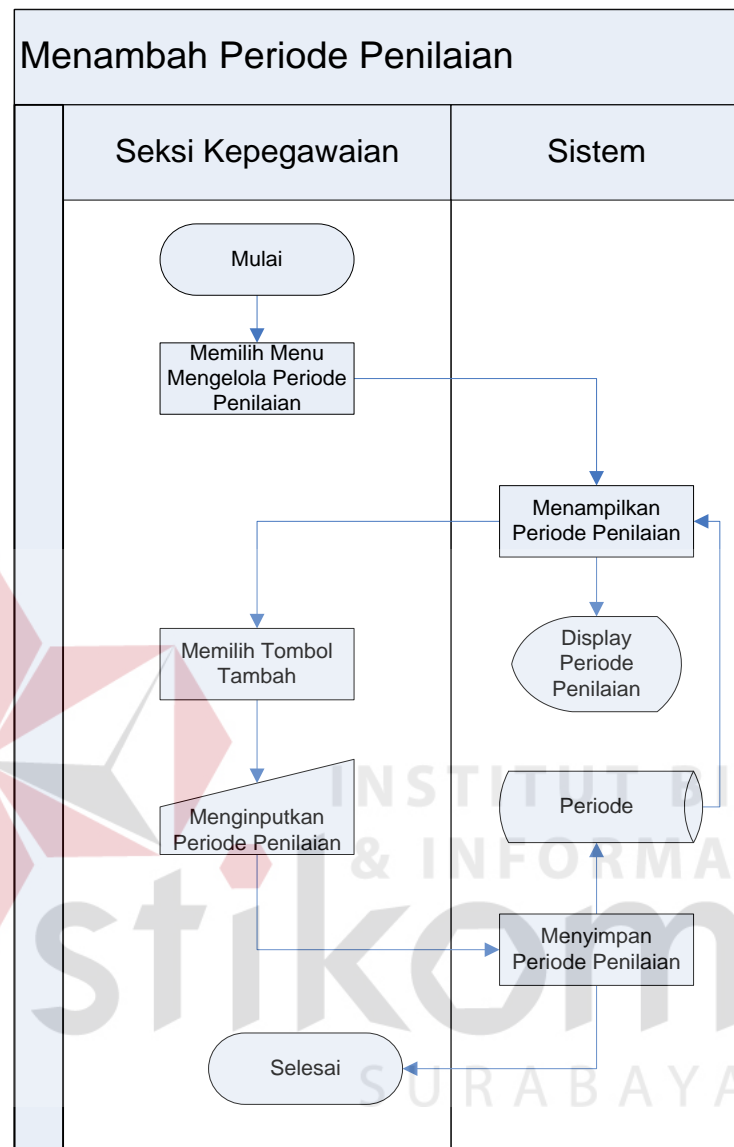 Menambah Periode Penilaian
Seksi Kepegawaian
Sistem
Mulai
Memilih Menu
Mengelola Periode
Penilaian
Menampilkan
Periode Penilaian
Memilih Tombol
Tambah
Display
Periode
Penilaian
Menginputkan
Periode Penilaian
Periode
Menyimpan
Periode Penilaian
Selesai
INSTITUT BI
& INFORMA
stikom
SURABAYA